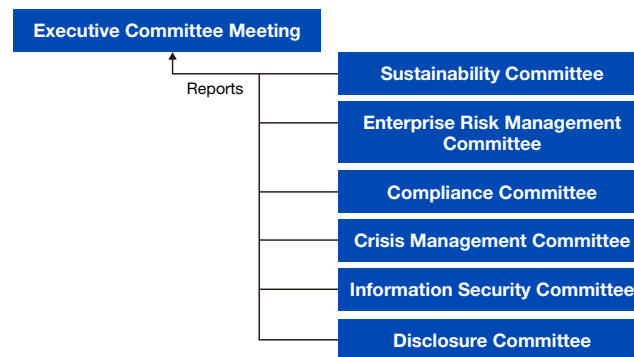 Executive Committee Meeting
Reports
Sustainability Committee
Enterprise Risk Management
Committee
Compliance Committee
Crisis Management Committee
Information Security Committee
Disclosure Committee